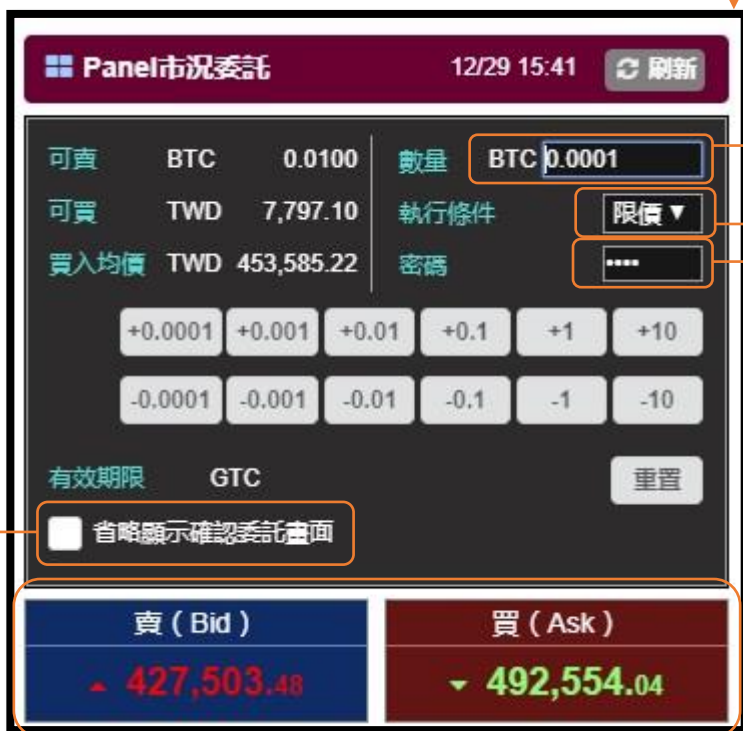 Panel市況委託 12/29 15:41 刷新
可賣 BTC 0.0100 數量 BTC 0.0001
可買 TWD 7,797.10 執行條件 限價▼
買入均價 TWD 453,585.22 密碼 ••••
+0.0001 +0.001 +0.01 +0.1 +1 +10
-0.0001 -0.001 -0.01 -0.1 -1 -10
有效期限 GTC 重置
省略顯示確認委託畫面
賣(Bid) 買(Ask)
427,503.48 492,554.04